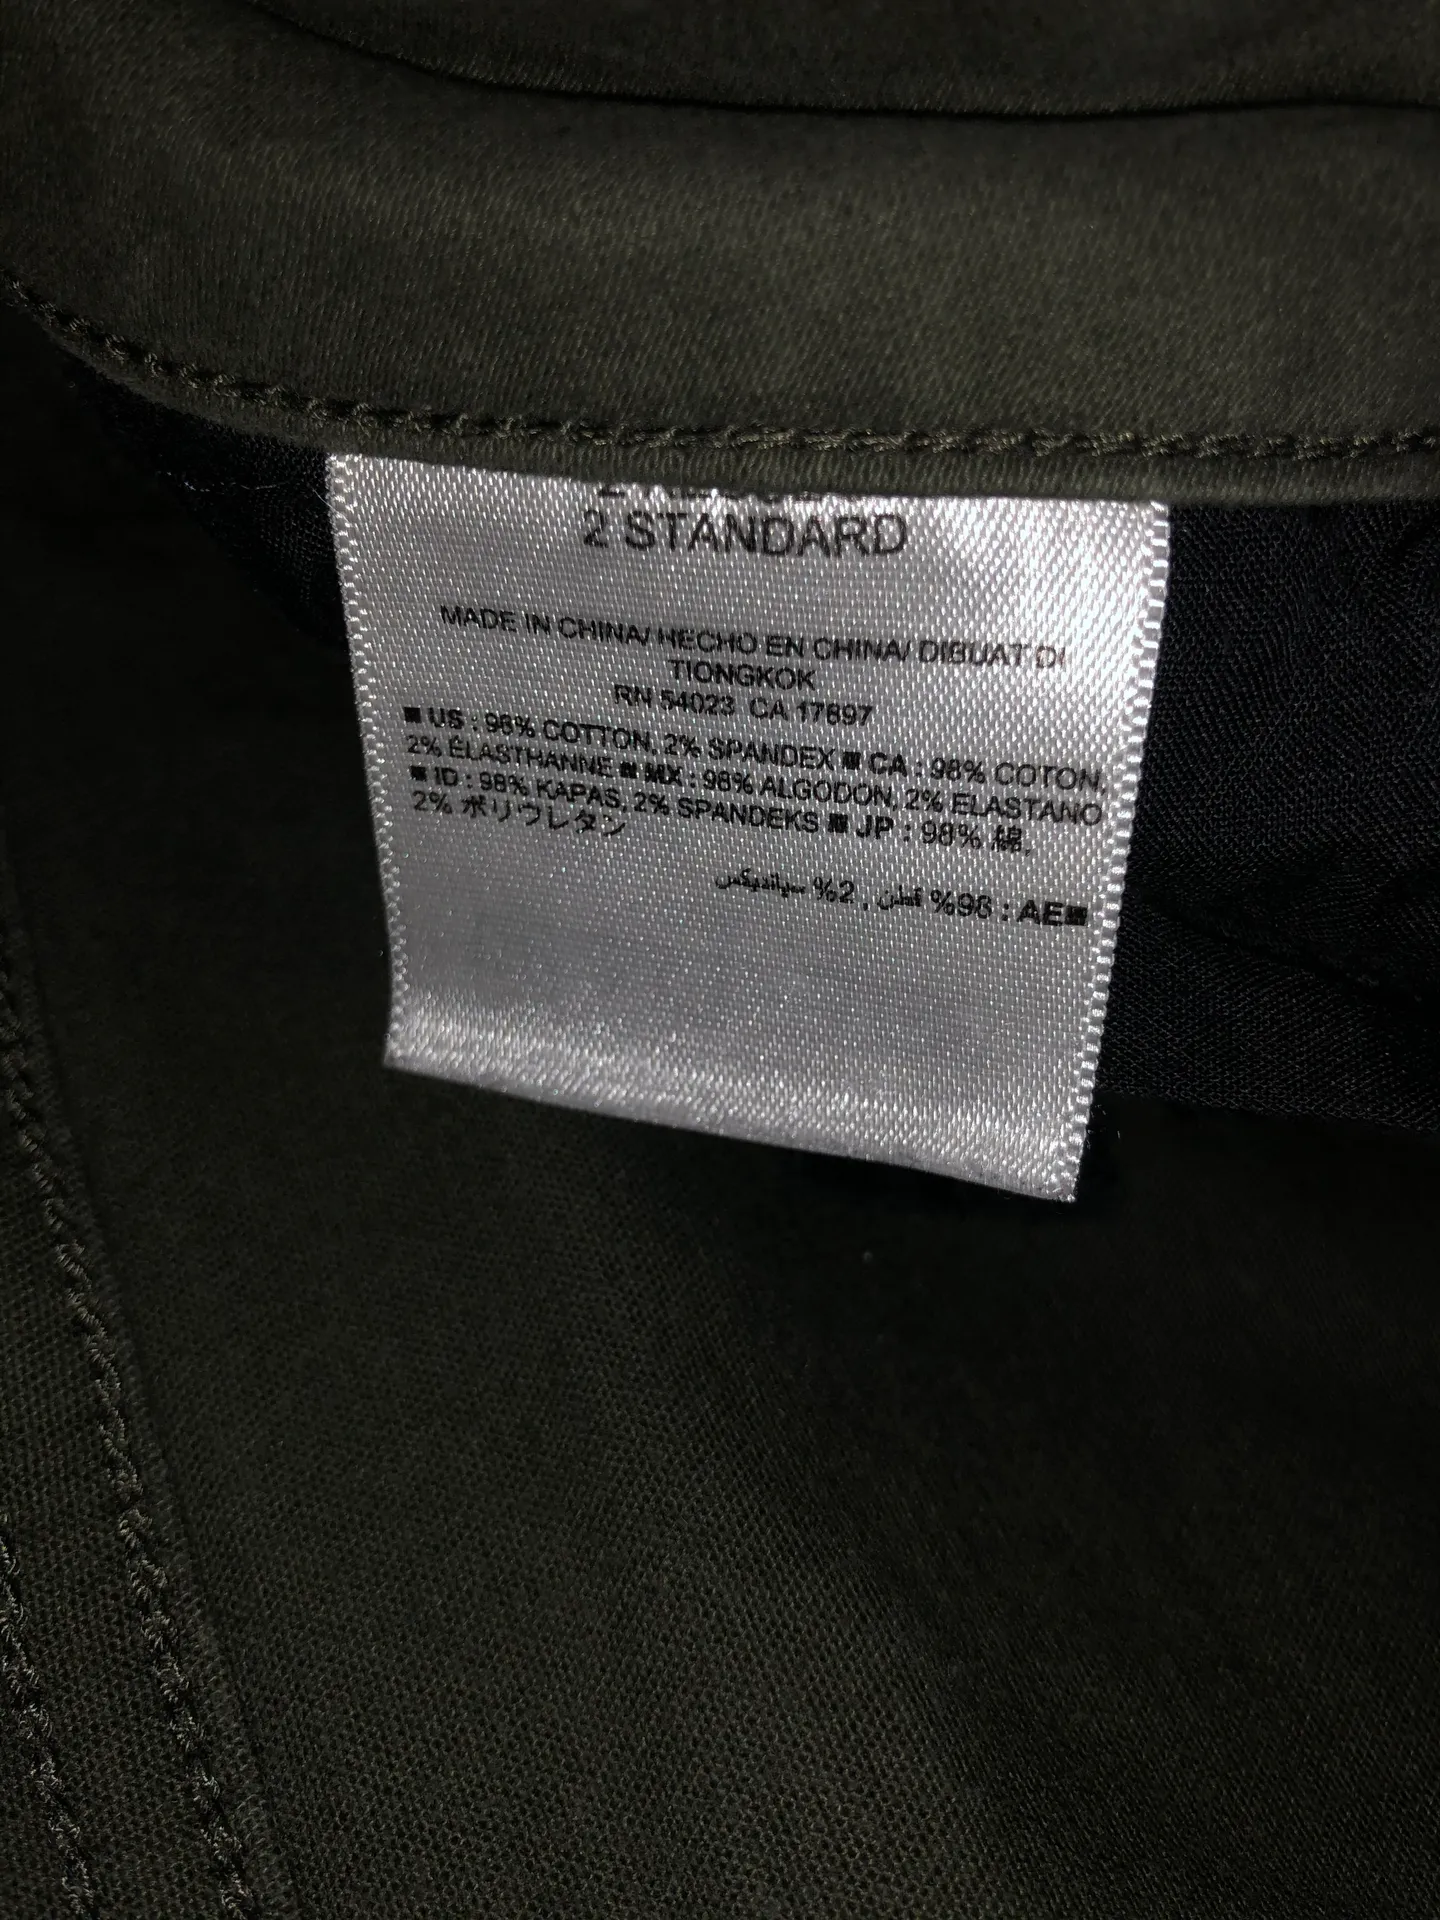 2 STANDARD
MADE IN CHINA/ HECHO EN CHINA/ DIBUAT DI
TIONGKOK
RN 54023 CA 17897
■ US : 98% COTTON, 2% SPANDEX ■ CA : 98% COTON,
2% ÉLASTHANNE ■ MX : 98% ALGODON, 2% ELASTANO
■ ID : 98% KAPAS, 2% SPANDEKS ■ JP : 98% 綿,
2% ポリウレタン
■AE : 98% قطن , 2% سباندیکس